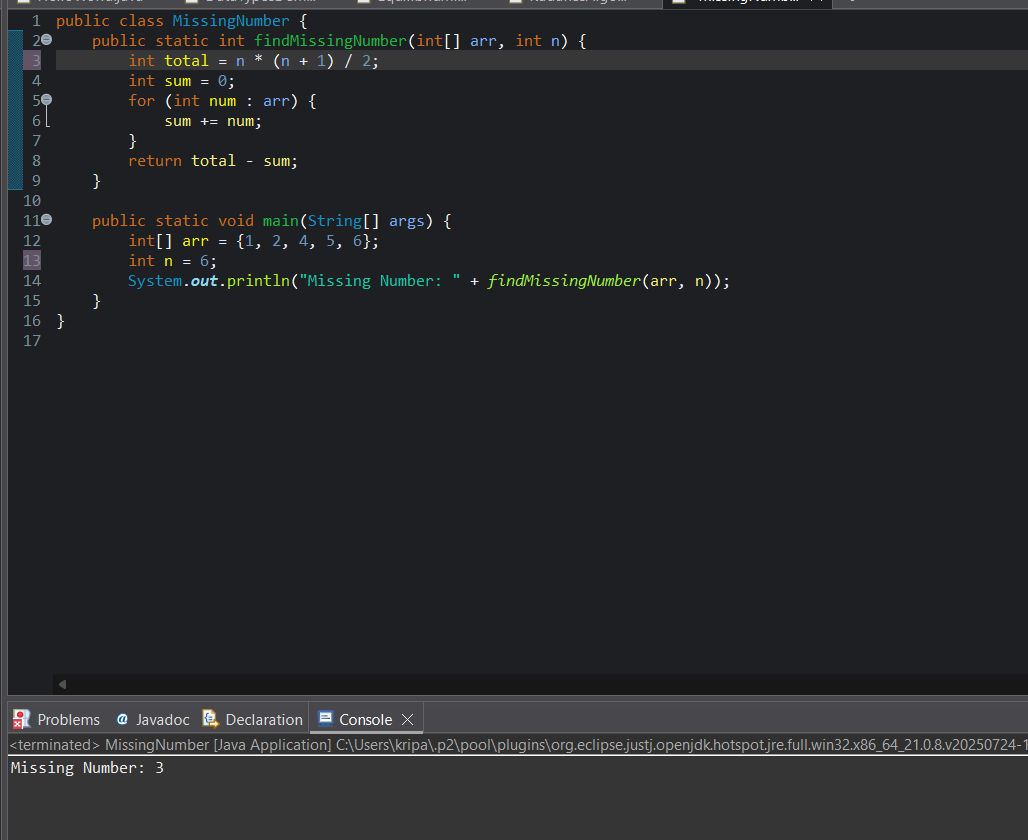 1 public class MissingNumber {
2 public static int findMissingNumber(int[] arr, int n) {
3 int total = n * (n + 1) / 2;
4 int sum = 0;
5 for (int num : arr) {
6 sum += num;
7 }
8 return total - sum;
9 }
10
11 public static void main(String[] args) {
12 int[] arr = {1, 2, 4, 5, 6};
13 int n = 6;
14 System.out.println("Missing Number: " + findMissingNumber(arr, n));
15 }
16 }
17
Problems @ Javadoc Declaration Console
<terminated> MissingNumber [Java Application] C:\Users\kripa\.p2\pool\plugins\org.eclipse.justj.openjdk.hotspot.jre.full.win32.x86_64_21.0.8.v20250724-1
Missing Number: 3